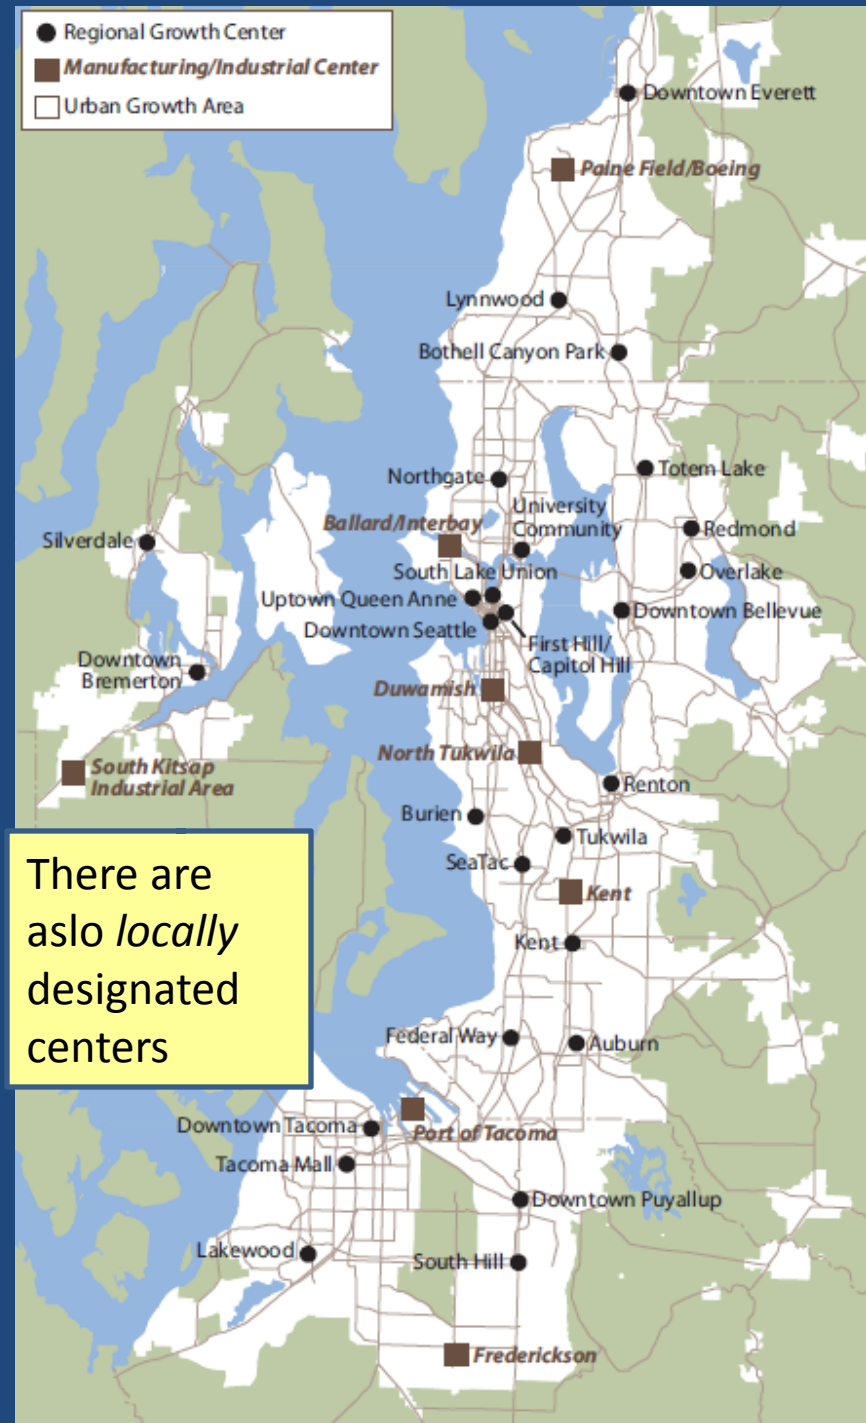 Regional Growth Center
Manufacturing/Industrial Center
Urban Growth Area
Downtown Everett
Paine Field/Boeing
Lynnwood
Bothell Canyon Park
Northgate
Totem Lake
Ballard/Interbay
University
Community
Redmond
Silverdale
South Lake Union
Overlake
Uptown Queen Anne
Downtown Bellevue
Downtown Seattle
First Hill/
Capitol Hill
Downtown
Bremerton
Duwamish
North Tukwila
South Kitsap
Industrial Area
Renton
Burien
Tukwila
SeaTac
Kent
There are
aslo locally
designated
centers
Kent
Federal Way
Auburn
Port of Tacoma
Downtown Tacoma
Tacoma Mall
Downtown Puyallup
Lakewood
South Hill
Frederickson